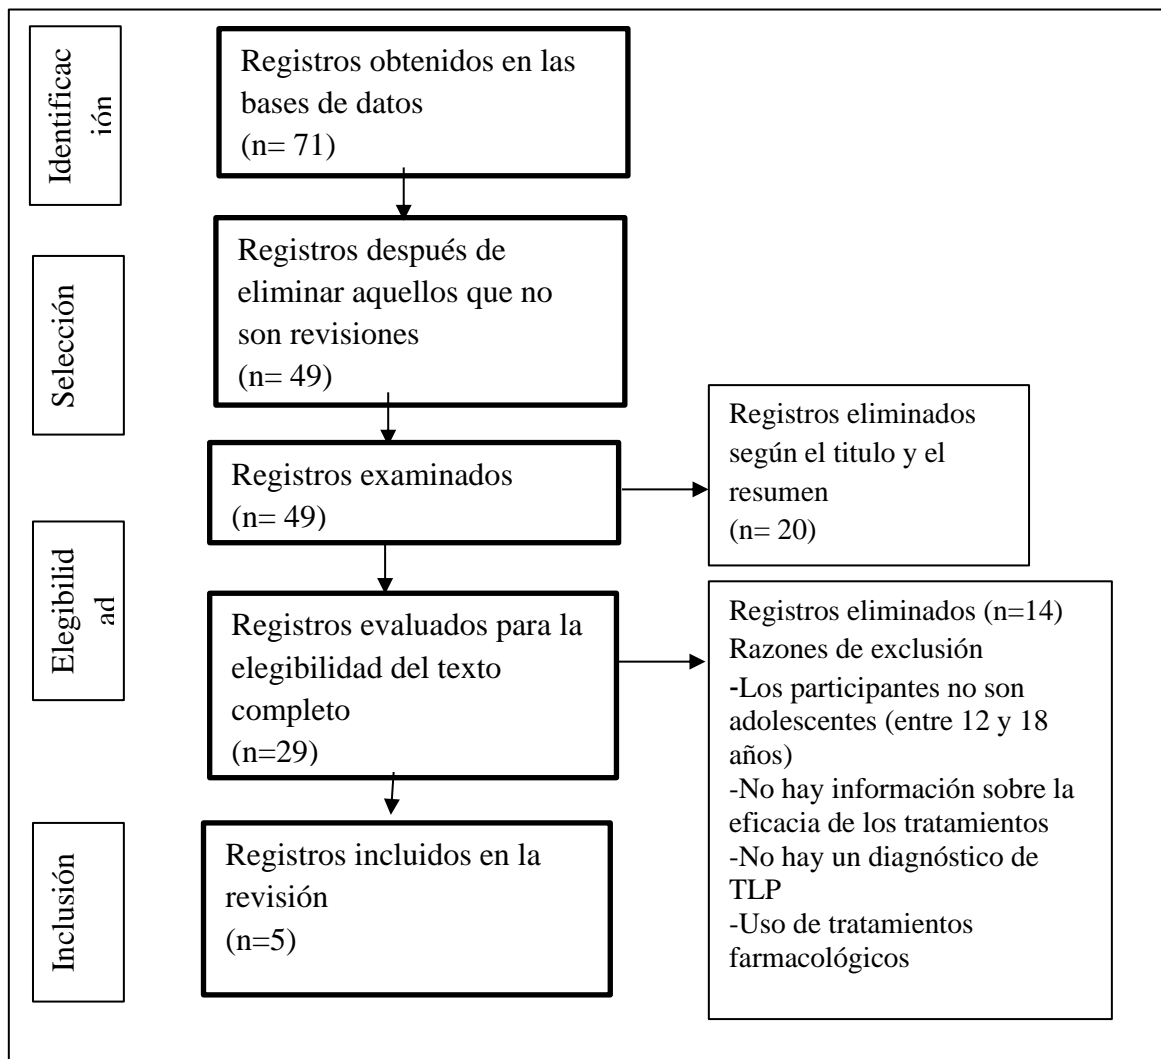 Identificac
ión
Registros obtenidos en las
bases de datos
(n= 71)
Selección
Registros después de
eliminar aquellos que no
son revisiones
(n= 49)
Registros examinados
(n= 49)
Registros eliminados
según el titulo y el
resumen
(n= 20)
Elegibilid
ad
Registros evaluados para la
elegibilidad del texto
completo
(n=29)
Registros eliminados (n=14)
Razones de exclusión
-Los participantes no son
adolescentes (entre 12 y 18
años)
-No hay información sobre la
eficacia de los tratamientos
-No hay un diagnóstico de
TLP
-Uso de tratamientos
farmacológicos
Inclusión
Registros incluidos en la
revisión
(n=5)